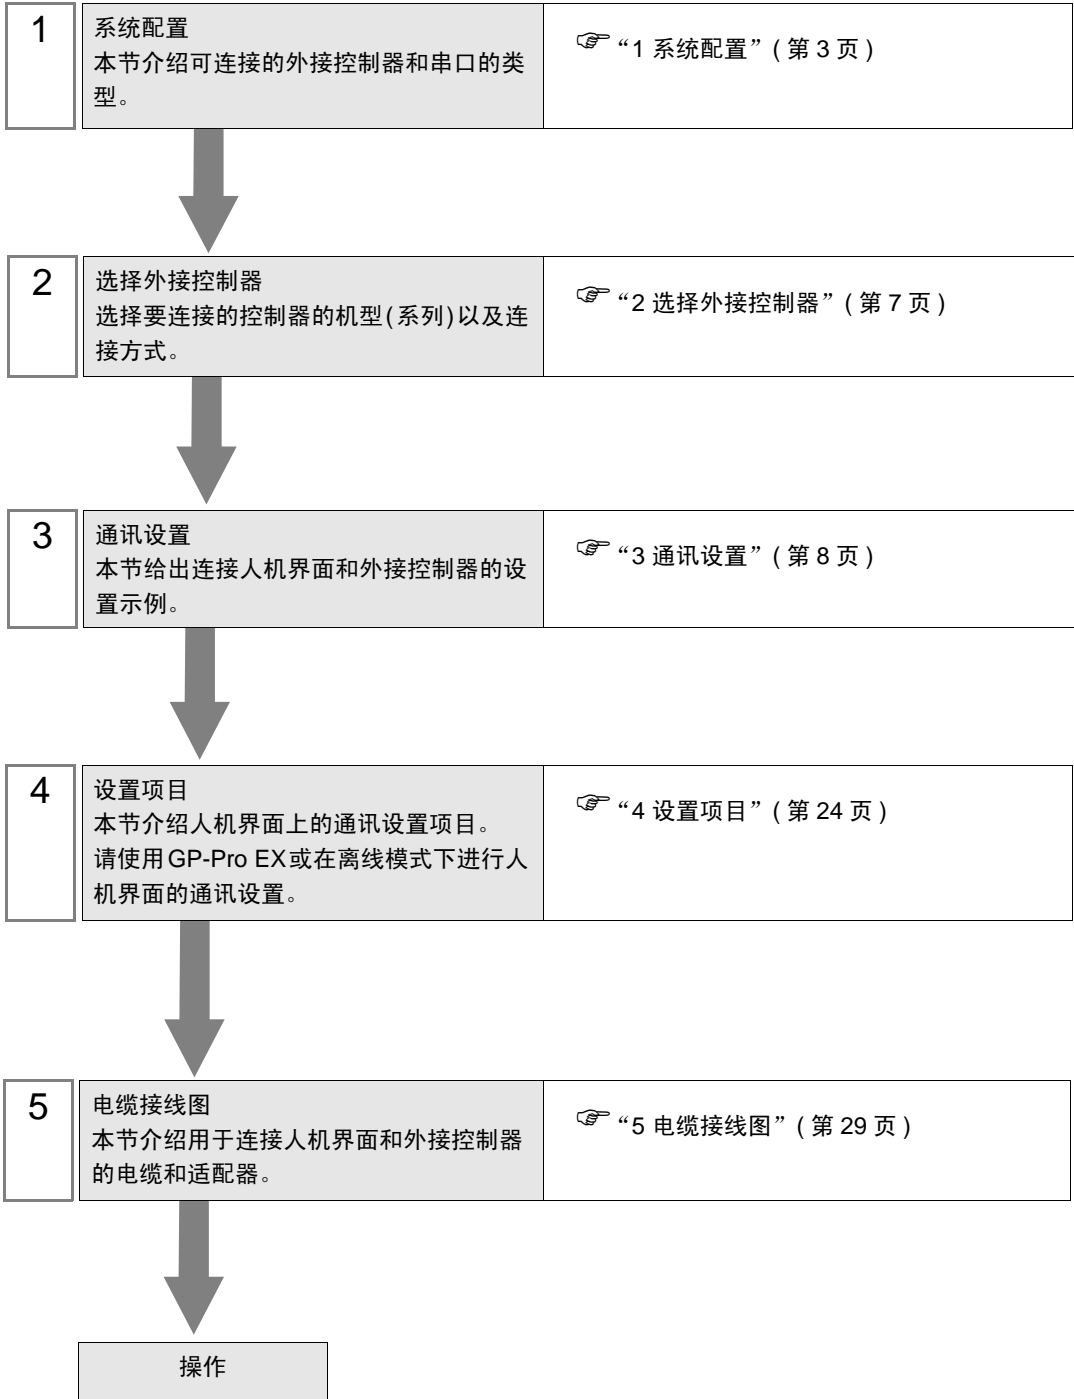 1
系统配置
本节介绍可连接的外接控制器和串口的类
型。
☞ “1 系统配置” ( 第 3 页 )
2
选择外接控制器
选择要连接的控制器的机型(系列)以及连
接方式。
☞ “2 选择外接控制器” ( 第 7 页 )
3
通讯设置
本节给出连接人机界面和外接控制器的设
置示例。
☞ “3 通讯设置” ( 第 8 页 )
4
设置项目
本节介绍人机界面上的通讯设置项目。
请使用GP-Pro EX或在离线模式下进行人
机界面的通讯设置。
☞ “4 设置项目” ( 第 24 页 )
5
电缆接线图
本节介绍用于连接人机界面和外接控制器
的电缆和适配器。
☞ “5 电缆接线图” ( 第 29 页 )
操作